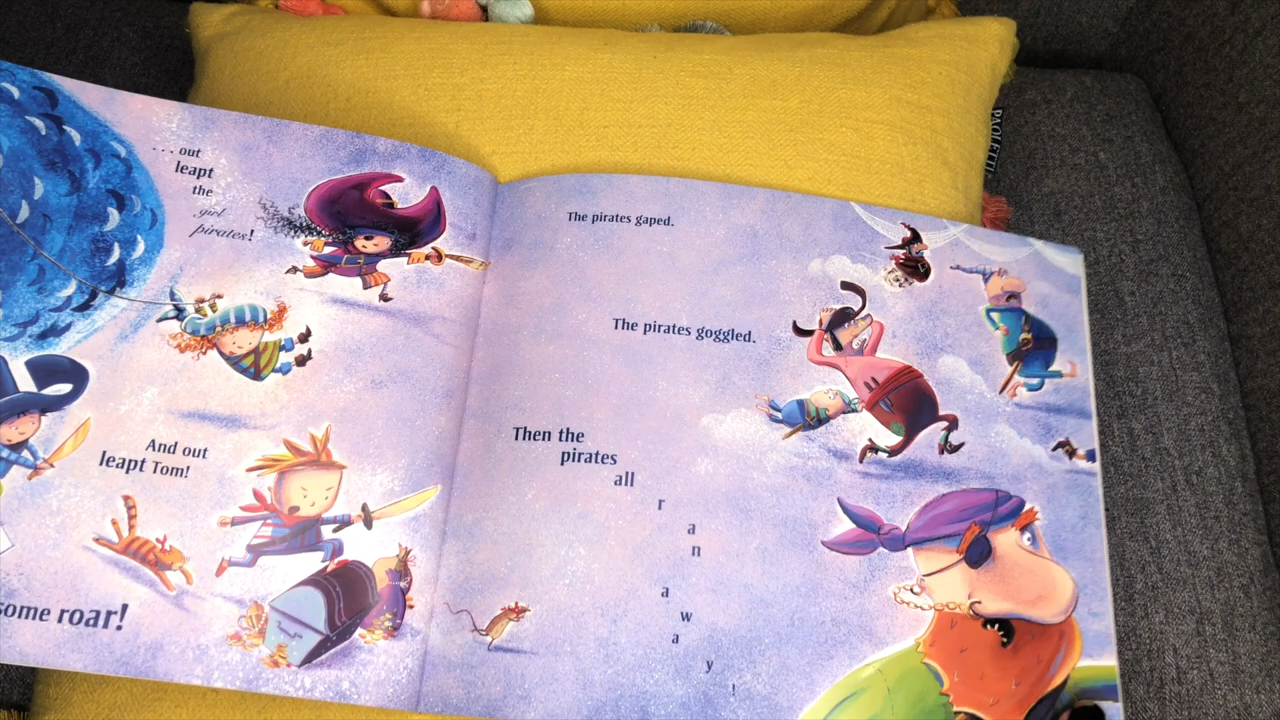 . . . out
leapt
the
girl
pirates!
And out
leapt Tom!
some roar!
The pirates gaped.
The pirates goggled.
Then the
pirates
all
r
a
n
a
w
a
y
!
PAOLETTI